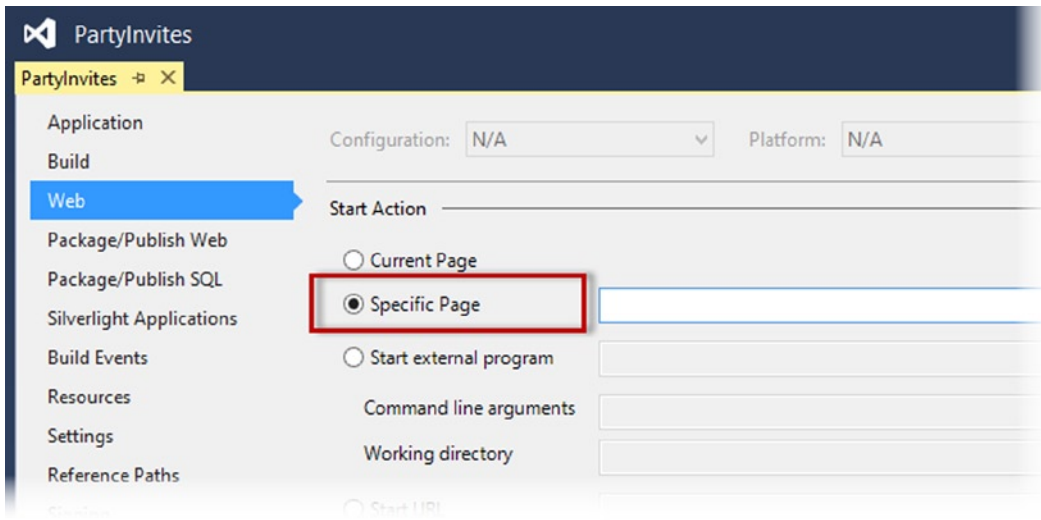 PartyInvites
PartyInvites
Application
Build
Web
Package/Publish Web
Package/Publish SQL
Silverlight Applications
Build Events
Resources
Settings
Reference Paths
Signing
Configuration: N/A Platform: N/A
Start Action
Current Page
Specific Page
Start external program
Command line arguments
Working directory
Start URL